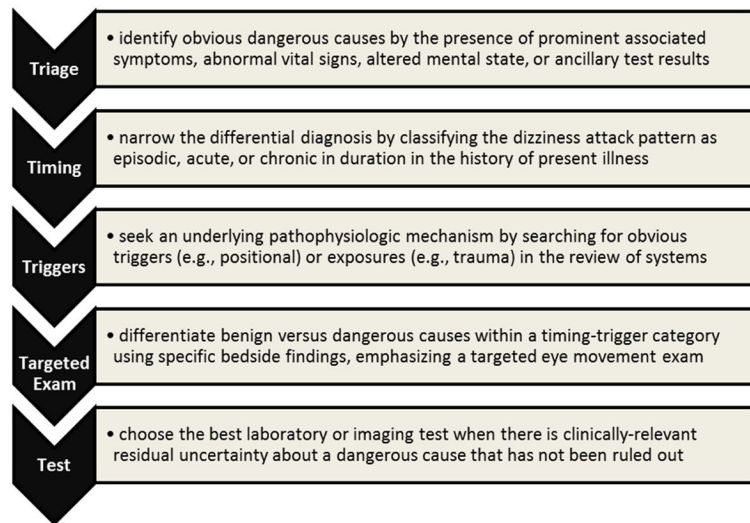 Triage
• identify obvious dangerous causes by the presence of prominent associated
symptoms, abnormal vital signs, altered mental state, or ancillary test results
Timing
• narrow the differential diagnosis by classifying the dizziness attack pattern as
episodic, acute, or chronic in duration in the history of present illness
Triggers
• seek an underlying pathophysiologic mechanism by searching for obvious
triggers (e.g., positional) or exposures (e.g., trauma) in the review of systems
Targeted
Exam
• differentiate benign versus dangerous causes within a timing-trigger category
using specific bedside findings, emphasizing a targeted eye movement exam
Test
• choose the best laboratory or imaging test when there is clinically-relevant
residual uncertainty about a dangerous cause that has not been ruled out